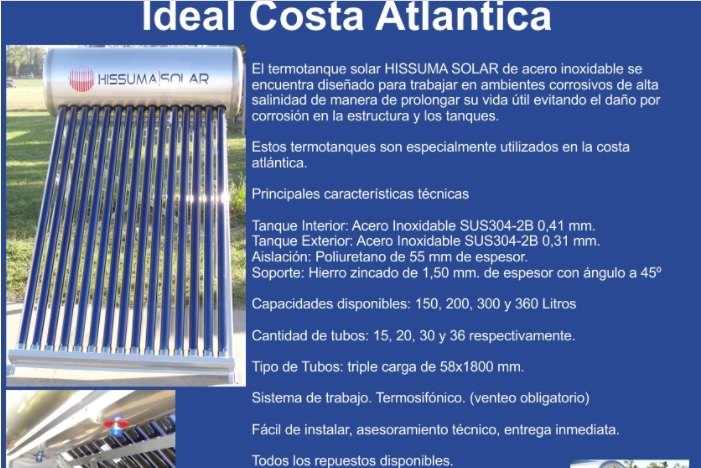 Ideal Costa Atlantica
HISSUMA SOLAR
El termotanque solar HISSUMA SOLAR de acero inoxidable se
encuentra diseñado para trabajar en ambientes corrosivos de alta
salinidad de manera de prolongar su vida útil evitando el daño por
corrosión en la estructura y los tanques.
Estos termotanques son especialmente utilizados en la costa
atlántica.
Principales características técnicas
Tanque Interior: Acero Inoxidable SUS304-2B 0,41 mm.
Tanque Exterior: Acero Inoxidable SUS304-2B 0,31 mm.
Aislación: Poliuretano de 55 mm de espesor.
Soporte: Hierro zincado de 1,50 mm. de espesor con ángulo a 45º
Capacidades disponibles: 150, 200, 300 y 360 Litros
Cantidad de tubos: 15, 20, 30 y 36 respectivamente.
Tipo de Tubos: triple carga de 58x1800 mm.
Sistema de trabajo. Termosifónico. (venteo obligatorio)
Fácil de instalar, asesoramiento técnico, entrega inmediata.
Todos los repuestos disponibles.